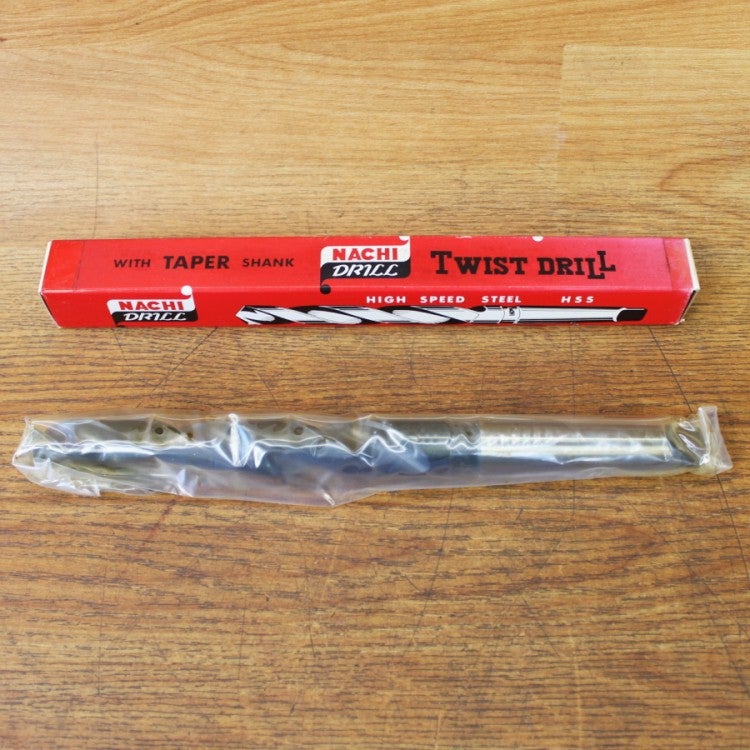 WITH TAPER SHANK
NACHI
DRILL
TWIST DRILL
HIGH SPEED STEEL HSS
NACHI
DRILL